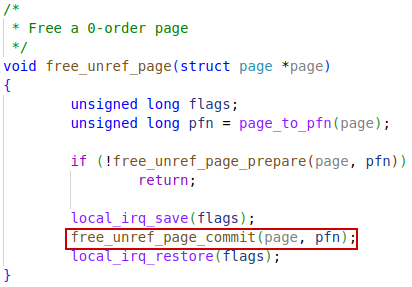 /*
 * Free a 0-order page
 */
void free_unref_page(struct page *page)
{
        unsigned long flags;
        unsigned long pfn = page_to_pfn(page);

        if (!free_unref_page_prepare(page, pfn))
                return;

        local_irq_save(flags);
        free_unref_page_commit(page, pfn);
        local_irq_restore(flags);
}